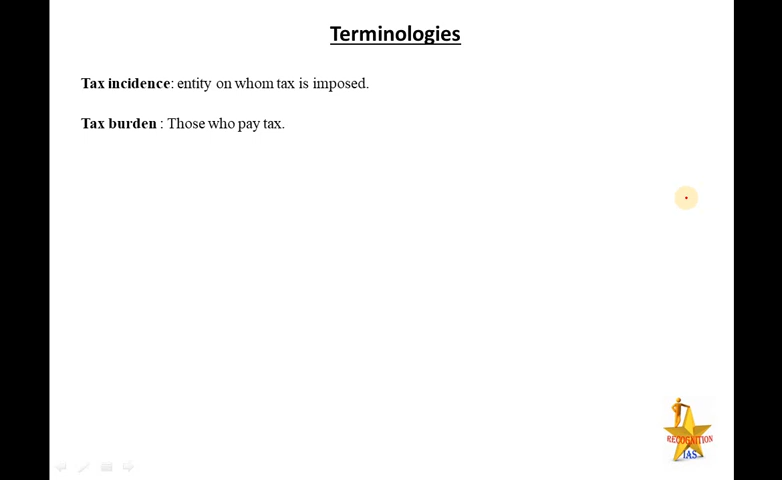 Terminologies
Tax incidence: entity on whom tax is imposed.
Tax burden : Those who pay tax.
RECOGNITION
IAS